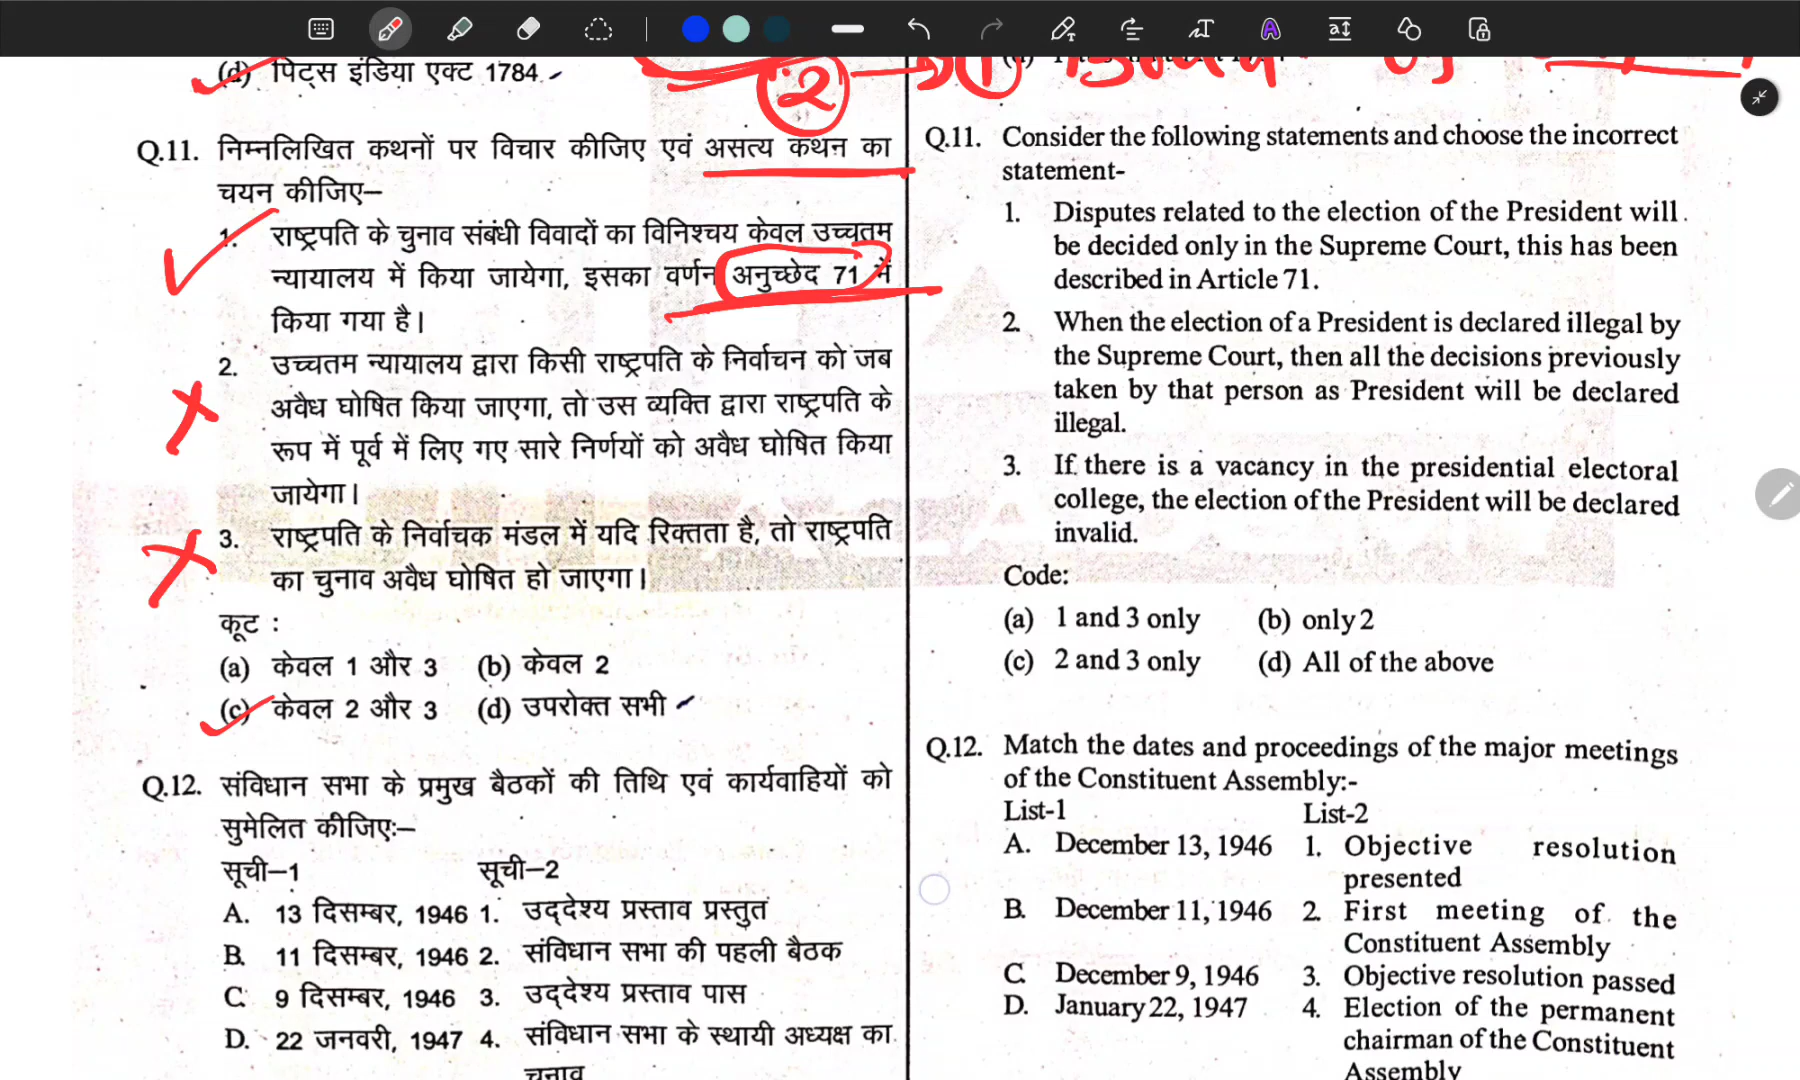 (d) पिट्स इंडिया एक्ट 1784.
2
Q.11. निम्नलिखित कथनों पर विचार कीजिए एवं असत्य कथन का
चयन कीजिए–
1. राष्ट्रपति के चुनाव संबंधी विवादों का विनिश्चय केवल उच्चतम
न्यायालय में किया जायेगा, इसका वर्णन अनुच्छेद 71 में
किया गया है।
2. उच्चतम न्यायालय द्वारा किसी राष्ट्रपति के निर्वाचन को जब
अवैध घोषित किया जाएगा, तो उस व्यक्ति द्वारा राष्ट्रपति के
रूप में पूर्व में लिए गए सारे निर्णयों को अवैध घोषित किया
जायेगा।
3. राष्ट्रपति के निर्वाचक मंडल में यदि रिक्तता है, तो राष्ट्रपति
का चुनाव अवैध घोषित हो जाएगा।
कूट :
(a) केवल 1 और 3 (b) केवल 2
(c) केवल 2 और 3 (d) उपरोक्त सभी
Q.12. संविधान सभा के प्रमुख बैठकों की तिथि एवं कार्यवाहियों को
सुमेलित कीजिए:–
सूची–1 सूची–2
A. 13 दिसम्बर, 1946 1. उद्देश्य प्रस्ताव प्रस्तुत
B. 11 दिसम्बर, 1946 2. संविधान सभा की पहली बैठक
C. 9 दिसम्बर, 1946 3. उद्देश्य प्रस्ताव पास
D. 22 जनवरी, 1947 4. संविधान सभा के स्थायी अध्यक्ष का
चुनाव
Q.11. Consider the following statements and choose the incorrect
statement-
1. Disputes related to the election of the President will
be decided only in the Supreme Court, this has been
described in Article 71.
2. When the election of a President is declared illegal by
the Supreme Court, then all the decisions previously
taken by that person as President will be declared
illegal.
3. If there is a vacancy in the presidential electoral
college, the election of the President will be declared
invalid.
Code:
(a) 1 and 3 only (b) only 2
(c) 2 and 3 only (d) All of the above
Q.12. Match the dates and proceedings of the major meetings
of the Constituent Assembly:-
List-1 List-2
A. December 13, 1946 1. Objective resolution
presented
B. December 11, 1946 2. First meeting of the
Constituent Assembly
C. December 9, 1946 3. Objective resolution passed
D. January 22, 1947 4. Election of the permanent
chairman of the Constituent
Assembly